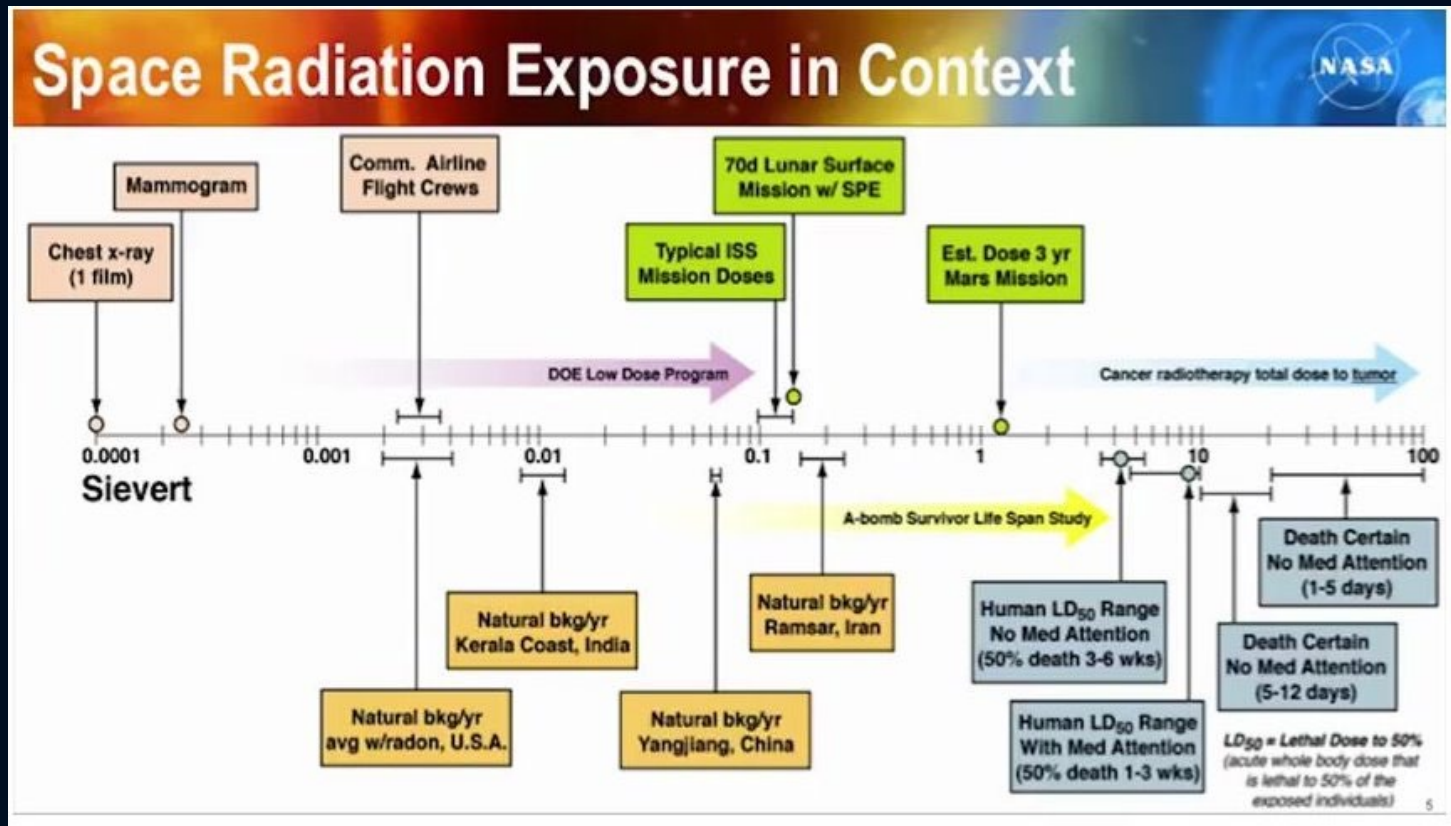 Space Radiation Exposure in Context
NASA
Comm. Airline
Flight Crews
70d Lunar Surface
Mission w/ SPE
Mammogram
Chest x-ray
(1 film)
Typical ISS
Mission Doses
Est. Dose 3 yr
Mars Mission
DOE Low Dose Program
Cancer radiotherapy total dose to tumor
0.0001 0.001 0.01 0.1 1 10 100
Sievert
A-bomb Survivor Life Span Study
Natural bkg/yr
Kerala Coast, India
Natural bkg/yr
Ramsar, Iran
Human LD50 Range
No Med Attention
(50% death 3-6 wks)
Death Certain
No Med Attention
(1-5 days)
Death Certain
No Med Attention
(5-12 days)
Natural bkg/yr
avg w/radon, U.S.A.
Natural bkg/yr
Yangjiang, China
Human LD50 Range
With Med Attention
(50% death 1-3 wks)
LD50 = Lethal Dose to 50%
(acute whole body dose that
is lethal to 50% of the
exposed individuals)
5